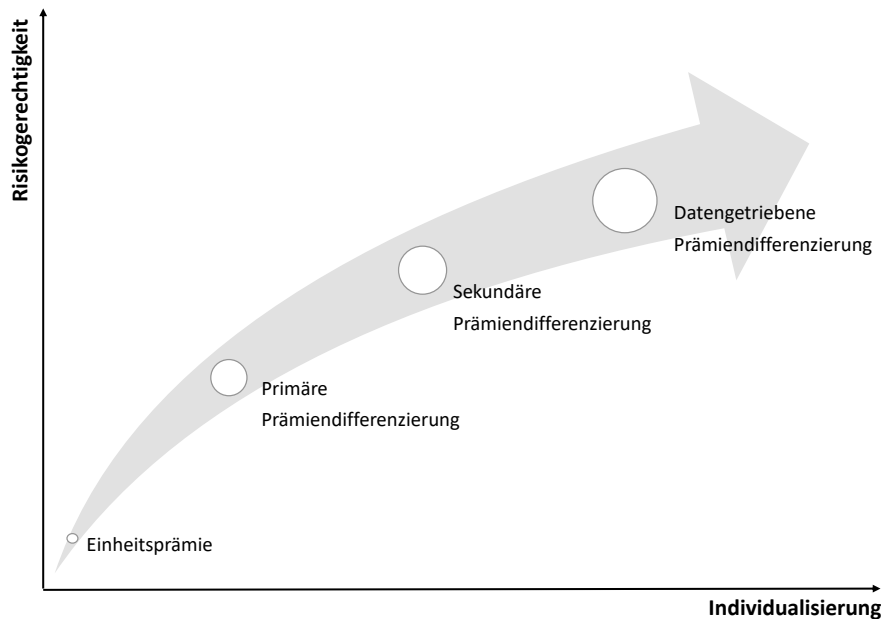 Risikogerechtigkeit
Datengetriebene
Prämiendifferenzierung
Sekundäre
Prämiendifferenzierung
Primäre
Prämiendifferenzierung
Einheitsprämie
Individualisierung